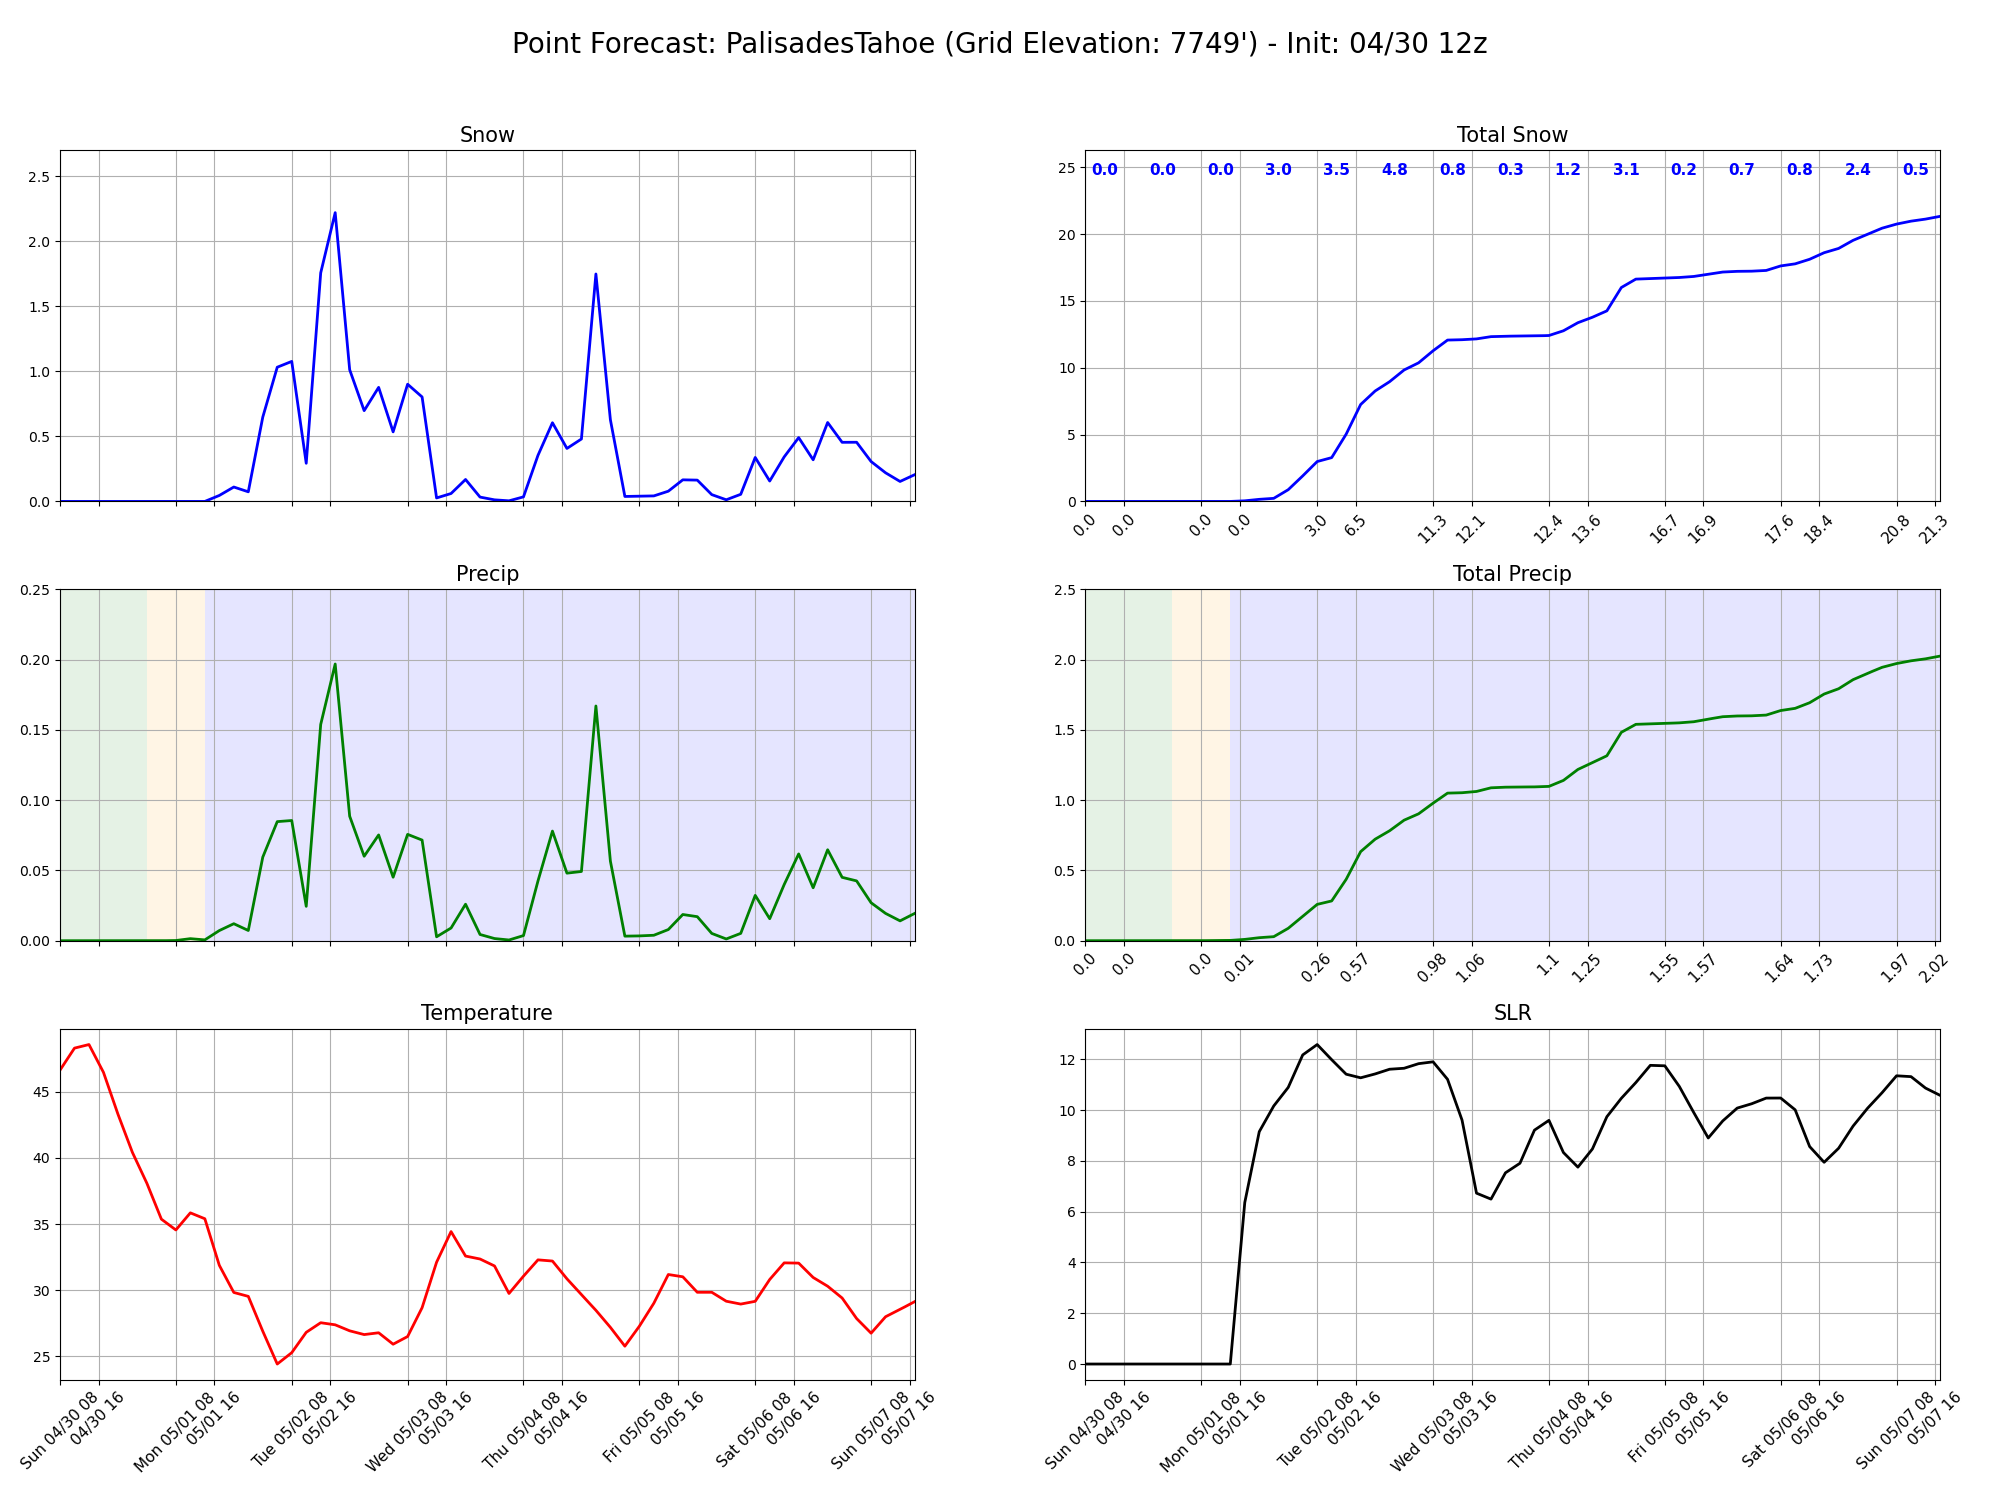 Point Forecast: PalisadesTahoe (Grid Elevation: 7749') - Init: 04/30 12z
Snow
2.5
2.0
1.5
1.0
0.5
0.0
Total Snow
0.0 0.0 0.0 3.0 3.5 4.8 0.8 0.3 1.2 3.1 0.2 0.7 0.8 2.4 0.5
25
20
15
10
5
0
0.0 0.0 0.0 0.0 3.0 6.5 11.3 12.1 12.4 13.6 16.7 16.9 17.6 18.4 20.8 21.3
Precip
0.25
0.20
0.15
0.10
0.05
0.00
Total Precip
2.5
2.0
1.5
1.0
0.5
0.0
0.0 0.0 0.0 0.01 0.26 0.57 0.98 1.06 1.1 1.25 1.55 1.57 1.64 1.73 1.97 2.02
Temperature
45
40
35
30
25
Sun 04/30 08
04/30 16
Mon 05/01 08
05/01 16
Tue 05/02 08
05/02 16
Wed 05/03 08
05/03 16
Thu 05/04 08
05/04 16
Fri 05/05 08
05/05 16
Sat 05/06 08
05/06 16
Sun 05/07 08
05/07 16
SLR
12
10
8
6
4
2
0
Sun 04/30 08
04/30 16
Mon 05/01 08
05/01 16
Tue 05/02 08
05/02 16
Wed 05/03 08
05/03 16
Thu 05/04 08
05/04 16
Fri 05/05 08
05/05 16
Sat 05/06 08
05/06 16
Sun 05/07 08
05/07 16